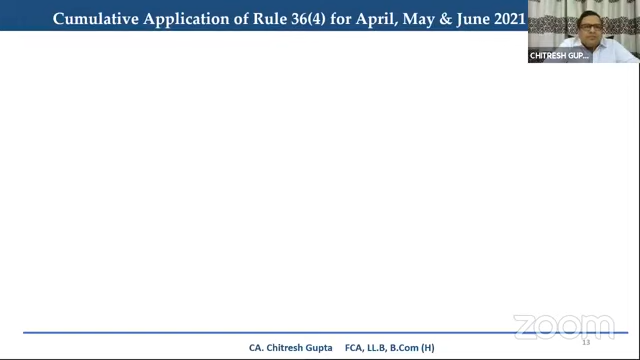 Cumulative Application of Rule 36(4) for April, May & June 2021
CHITRESH GUP...
zoom
13
CA. Chitresh Gupta FCA, LL.B, B.Com (H)